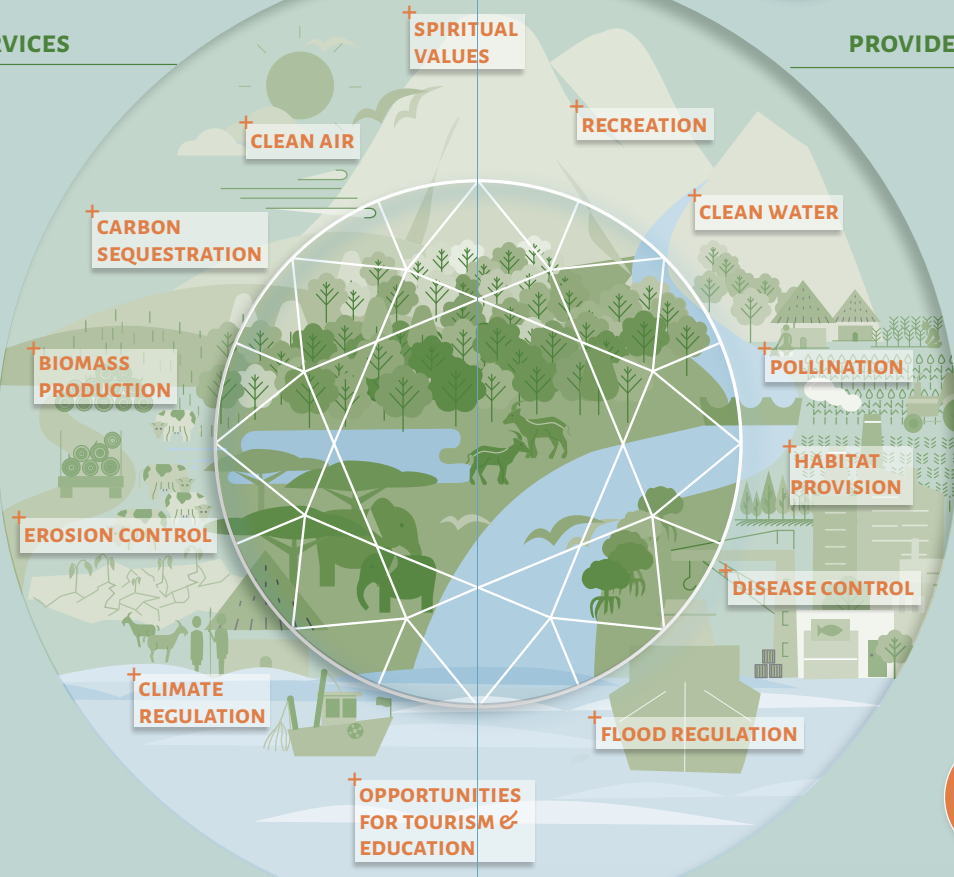 RVICES
PROVIDE
SPIRITUAL
VALUES
RECREATION
CLEAN AIR
CLEAN WATER
CARBON
SEQUESTRATION
BIOMASS
PRODUCTION
POLLINATION
HABITAT
PROVISION
EROSION CONTROL
DISEASE CONTROL
CLIMATE
REGULATION
FLOOD REGULATION
OPPORTUNITIES
FOR TOURISM &
EDUCATION